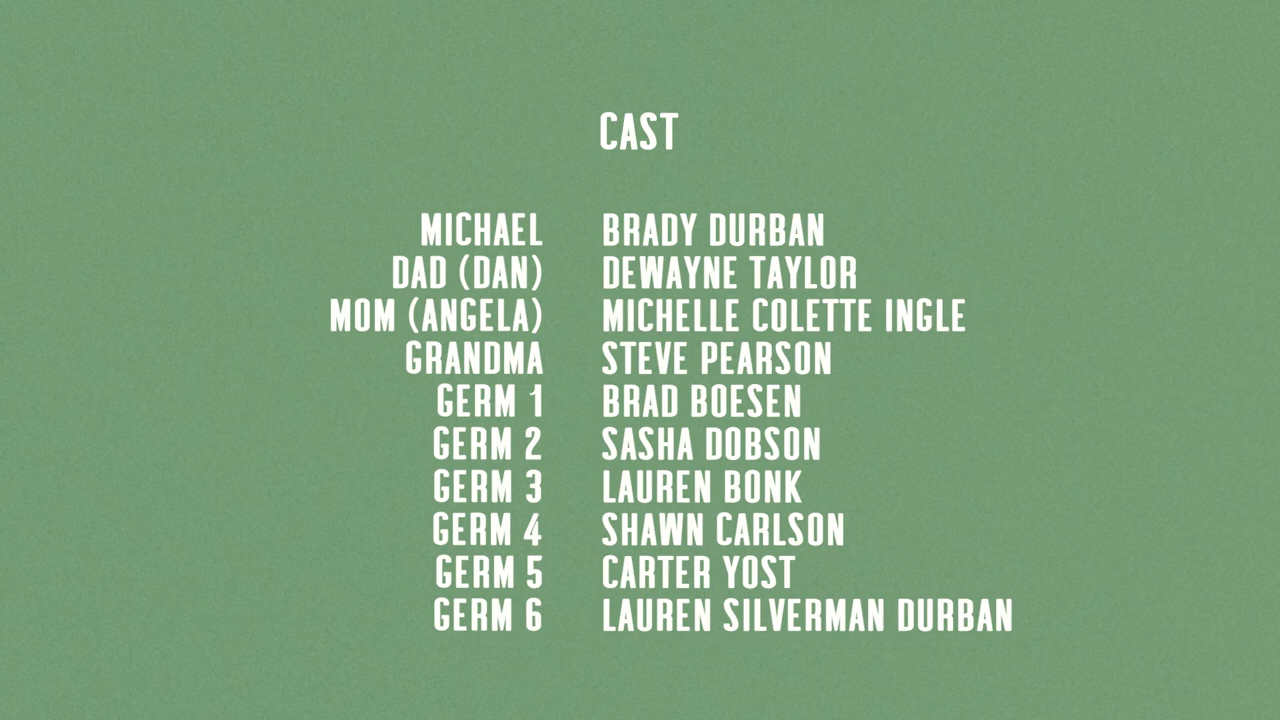 CAST
MICHAEL BRADY DURBAN
DAD (DAN) DEWAYNE TAYLOR
MOM (ANGELA) MICHELLE COLETTE INGLE
GRANDMA STEVE PEARSON
GERM 1 BRAD BOESEN
GERM 2 SASHA DOBSON
GERM 3 LAUREN BONK
GERM 4 SHAWN CARLSON
GERM 5 CARTER YOST
GERM 6 LAUREN SILVERMAN DURBAN